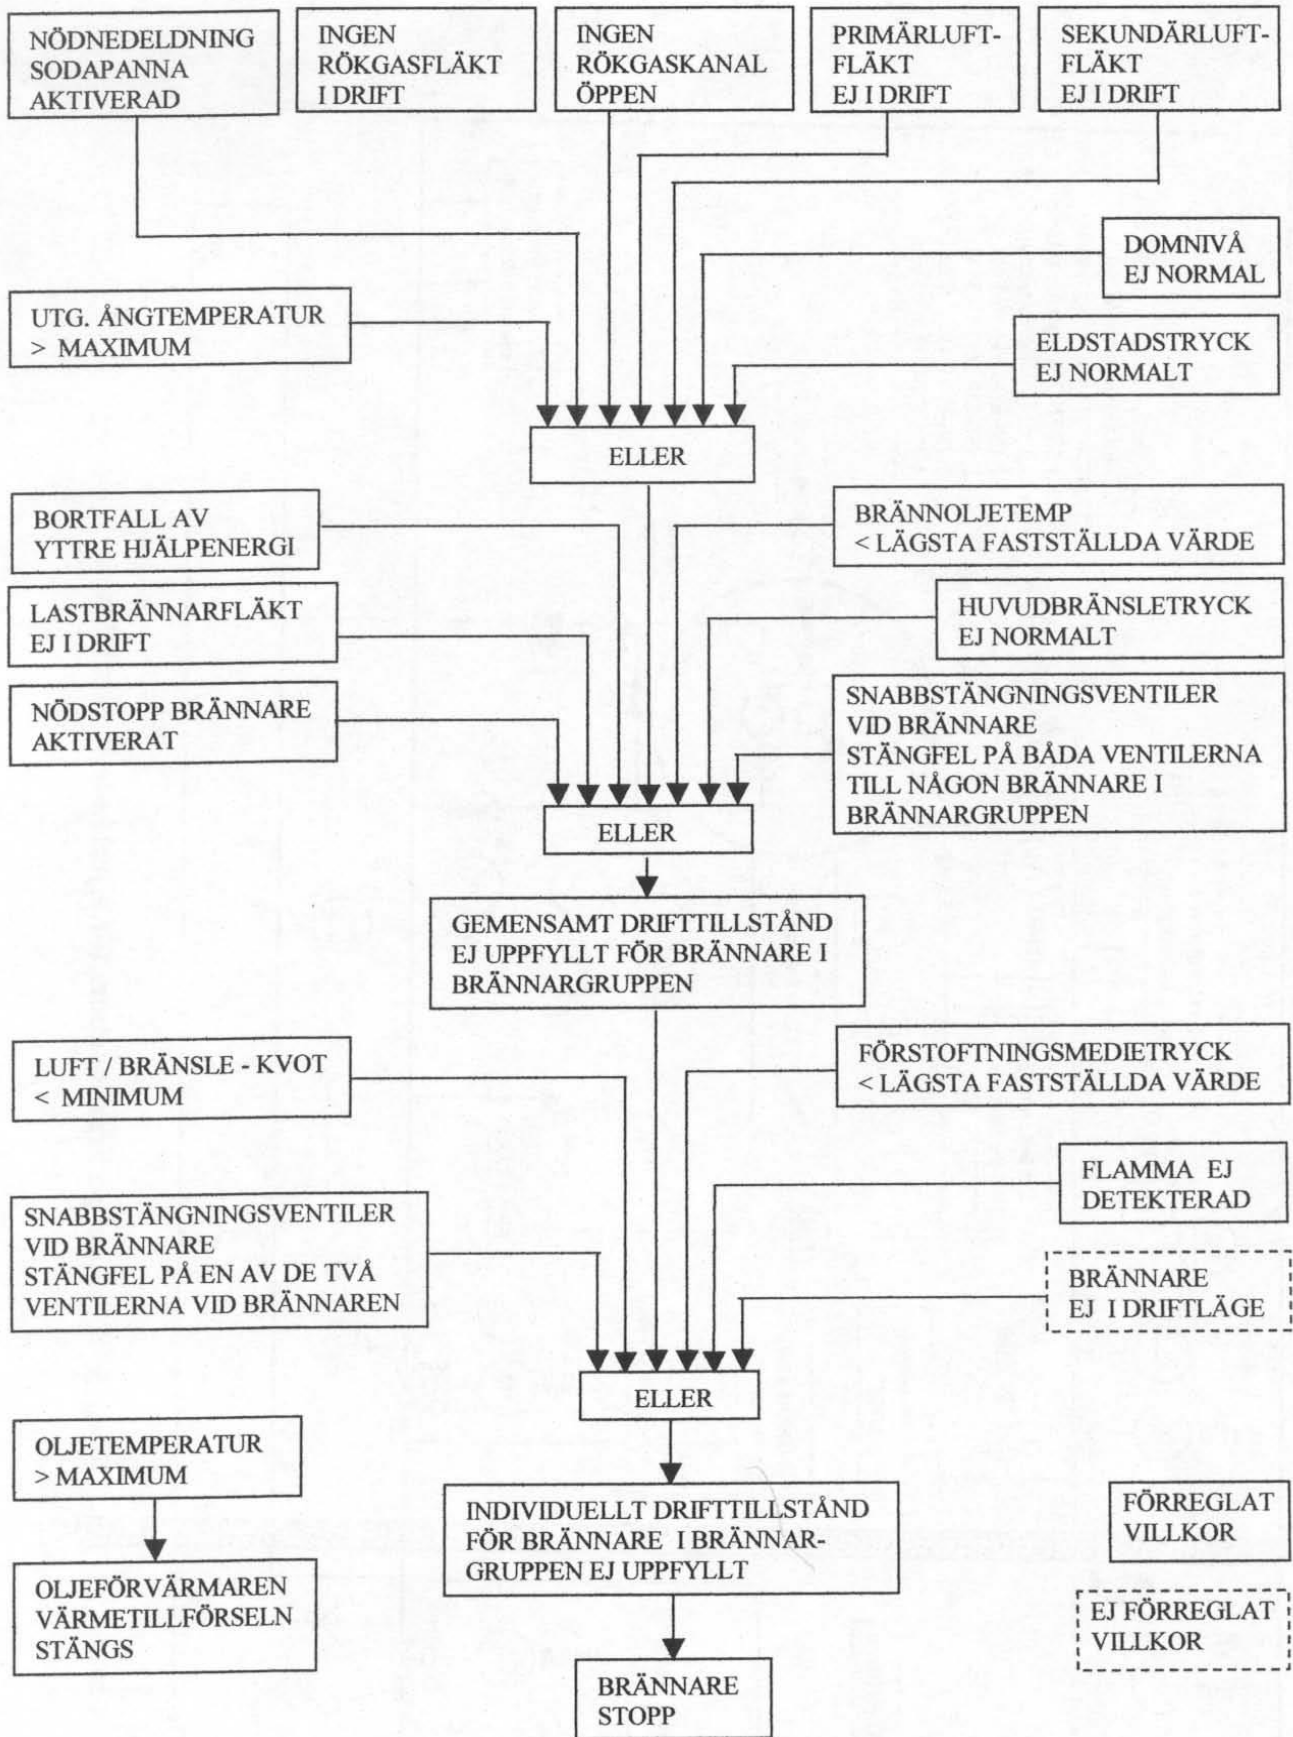 NÖDNEDELDNING
SODAPANNA
AKTIVERAD
INGEN
RÖKGASFLÄKT
I DRIFT
INGEN
RÖKGASKANAL
ÖPPEN
PRIMÄRLUFT-
FLÄKT
EJ I DRIFT
SEKUNDÄRLUFT-
FLÄKT
EJ I DRIFT
DOMNIVÅ
EJ NORMAL
UTG. ÅNGTEMPERATUR
> MAXIMUM
ELDSTADSTRYCK
EJ NORMALT
ELLER
BORTFALL AV
YTTRE HJÄLPENERGI
BRÄNNOLJETEMP
< LÄGSTA FASTSTÄLLDA VÄRDE
LASTBRÄNNARFLÄKT
EJ I DRIFT
HUVUDBRÄNSLETRYCK
EJ NORMALT
NÖDSTOPP BRÄNNARE
AKTIVERAT
SNABBSTÄNGNINGSVENTILER
VID BRÄNNARE
STÄNGFEL PÅ BÅDA VENTILERNA
TILL NÅGON BRÄNNARE I
BRÄNNARGRUPPEN
ELLER
GEMENSAMT DRIFTTILLSTÅND
EJ UPPFYLLT FÖR BRÄNNARE I
BRÄNNARGRUPPEN
LUFT / BRÄNSLE - KVOT
< MINIMUM
FÖRSTOFTNINGSMEDIETRYCK
< LÄGSTA FASTSTÄLLDA VÄRDE
FLAMMA EJ
DETEKTERAD
SNABBSTÄNGNINGSVENTILER
VID BRÄNNARE
STÄNGFEL PÅ EN AV DE TVÅ
VENTILERNA VID BRÄNNAREN
BRÄNNARE
EJ I DRIFTLÄGE
ELLER
OLJETEMPERATUR
> MAXIMUM
INDIVIDUELLT DRIFTTILLSTÅND
FÖR BRÄNNARE I BRÄNNAR-
GRUPPEN EJ UPPFYLLT
FÖRREGLAT
VILLKOR
OLJEFÖRVÄRMAREN
VÄRMETILLFÖRSELN
STÄNGS
EJ FÖRREGLAT
VILLKOR
BRÄNNARE
STOPP